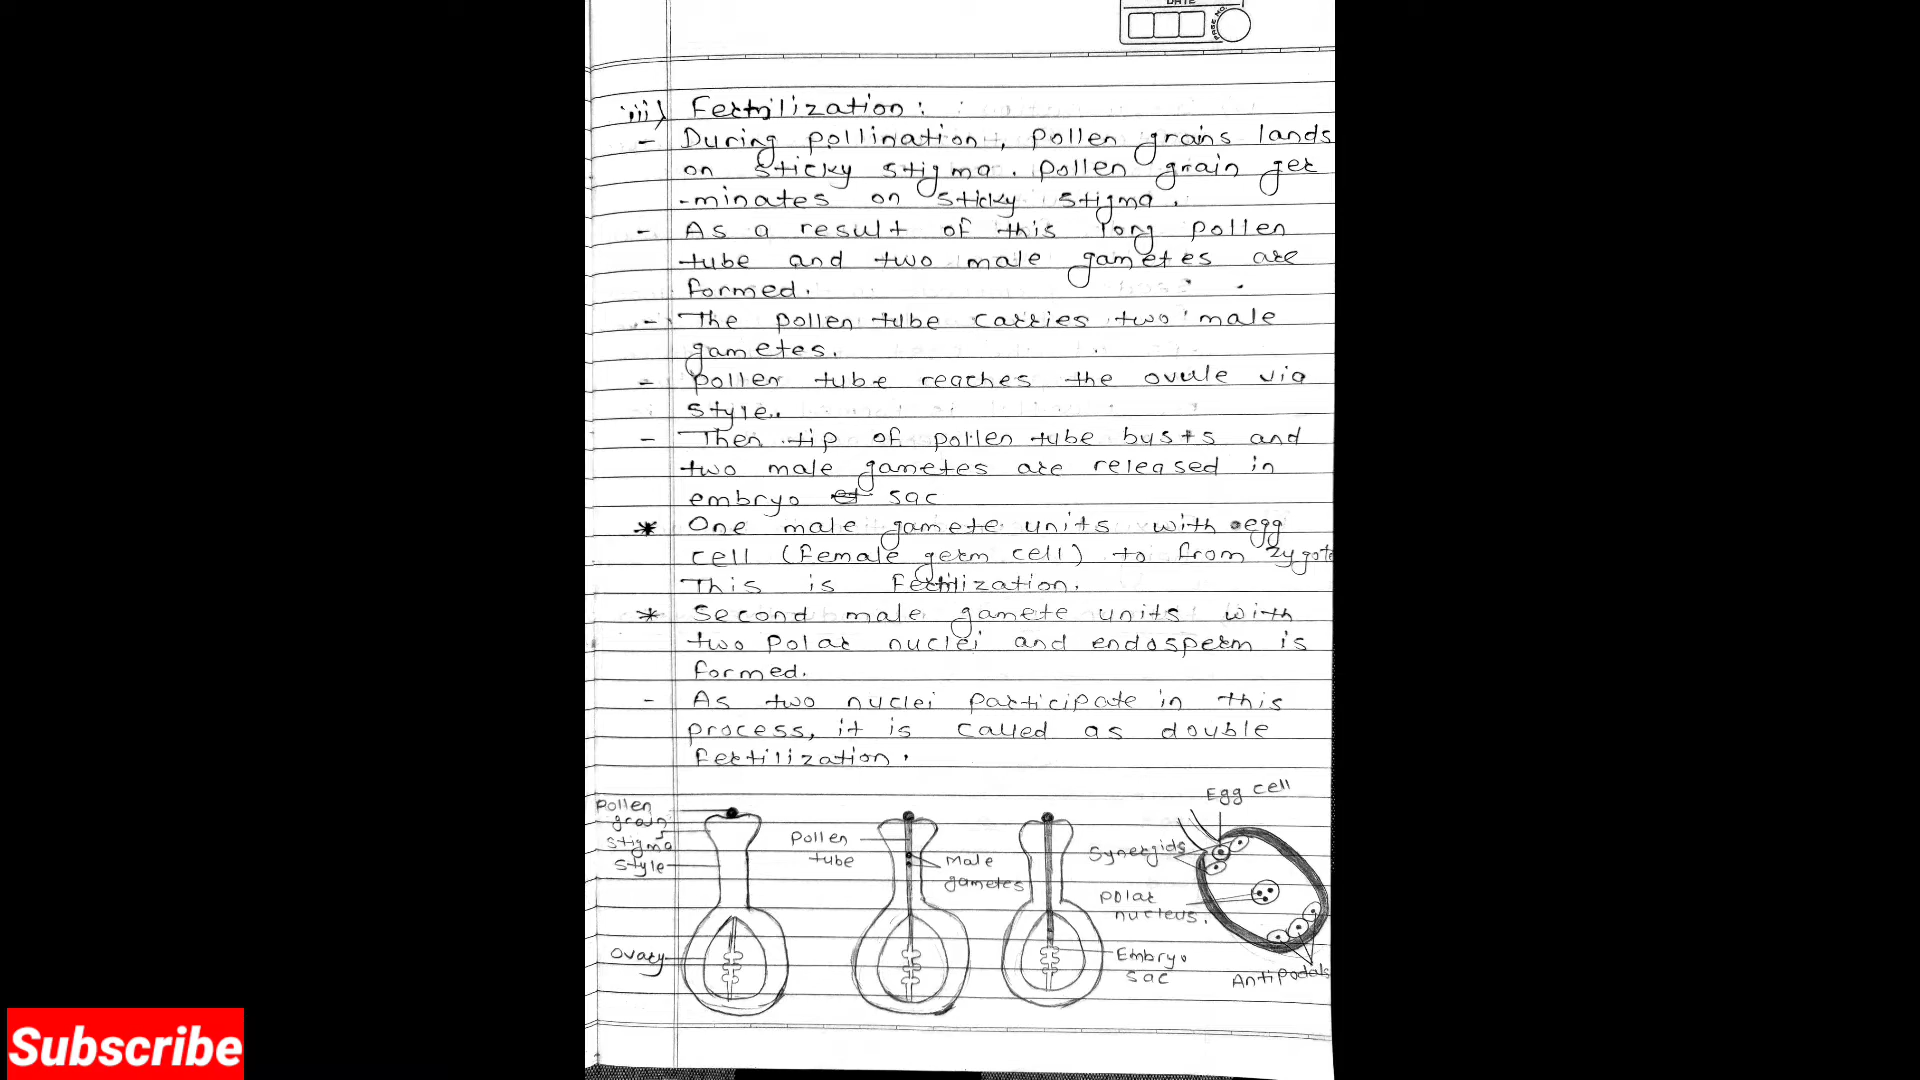 DATE
PAGE NO.
iii) Fertilization :
- During pollination, pollen grains lands
on sticky stigma. pollen grain ger
-minates on sticky stigma.
- As a result of this long pollen
tube and two male gametes are
formed.
- The pollen tube carries two male
gametes.
- pollen tube reaches the ovule via
style.
- Then tip of pollen tube busts and
two male gametes are released in
embryo sac
* One male gamete units with egg
cell (female germ cell) to from zygote
This is Fertilization.
* Second male gamete units with
two polar nuclei and endosperm is
formed.
- As two nuclei participate in this
process, it is called as double
fertilization.
Egg cell
Pollen
grain
stigma
style
Pollen
tube
Male
gametes
Synergids
polar
nucleus.
Ovary
Embryo
sac
Antipodals
Subscribe